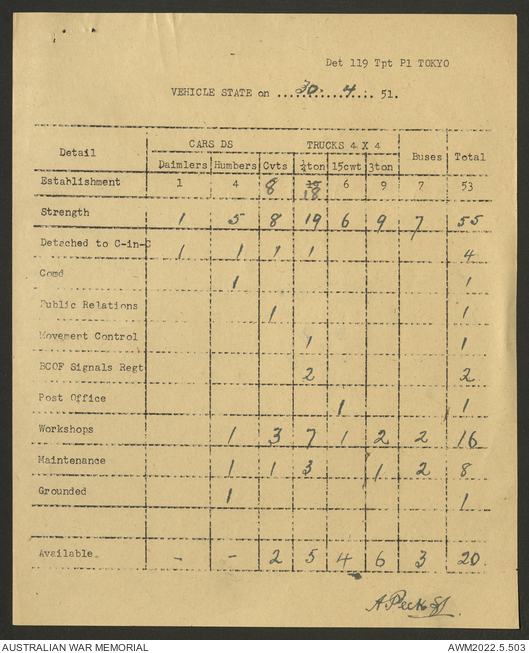 Det 119 Tpt Pl TOKYO
VEHICLE STATE on 30. 4. 51.
CARS DS TRUCKS 4 X 4
Detail Buses Total
Daimlers Humbers Cvts ¼ton 15cwt 3ton
Establishment 1 4 8 18 6 9 7 53
Strength 1 5 8 19 6 9 7 55
Detached to C-in-C 1 1 1 1 4
Comd 1 1
Public Relations 1 1
Movement Control 1 1
BCOF Signals Regt 2 2
Post Office 1 1
Workshops 1 3 7 1 2 2 16
Maintenance 1 1 3 1 2 8
Grounded 1 1
Available - - 2 5 4 6 3 20
A Peck
AUSTRALIAN WAR MEMORIAL AWM2022.5.503